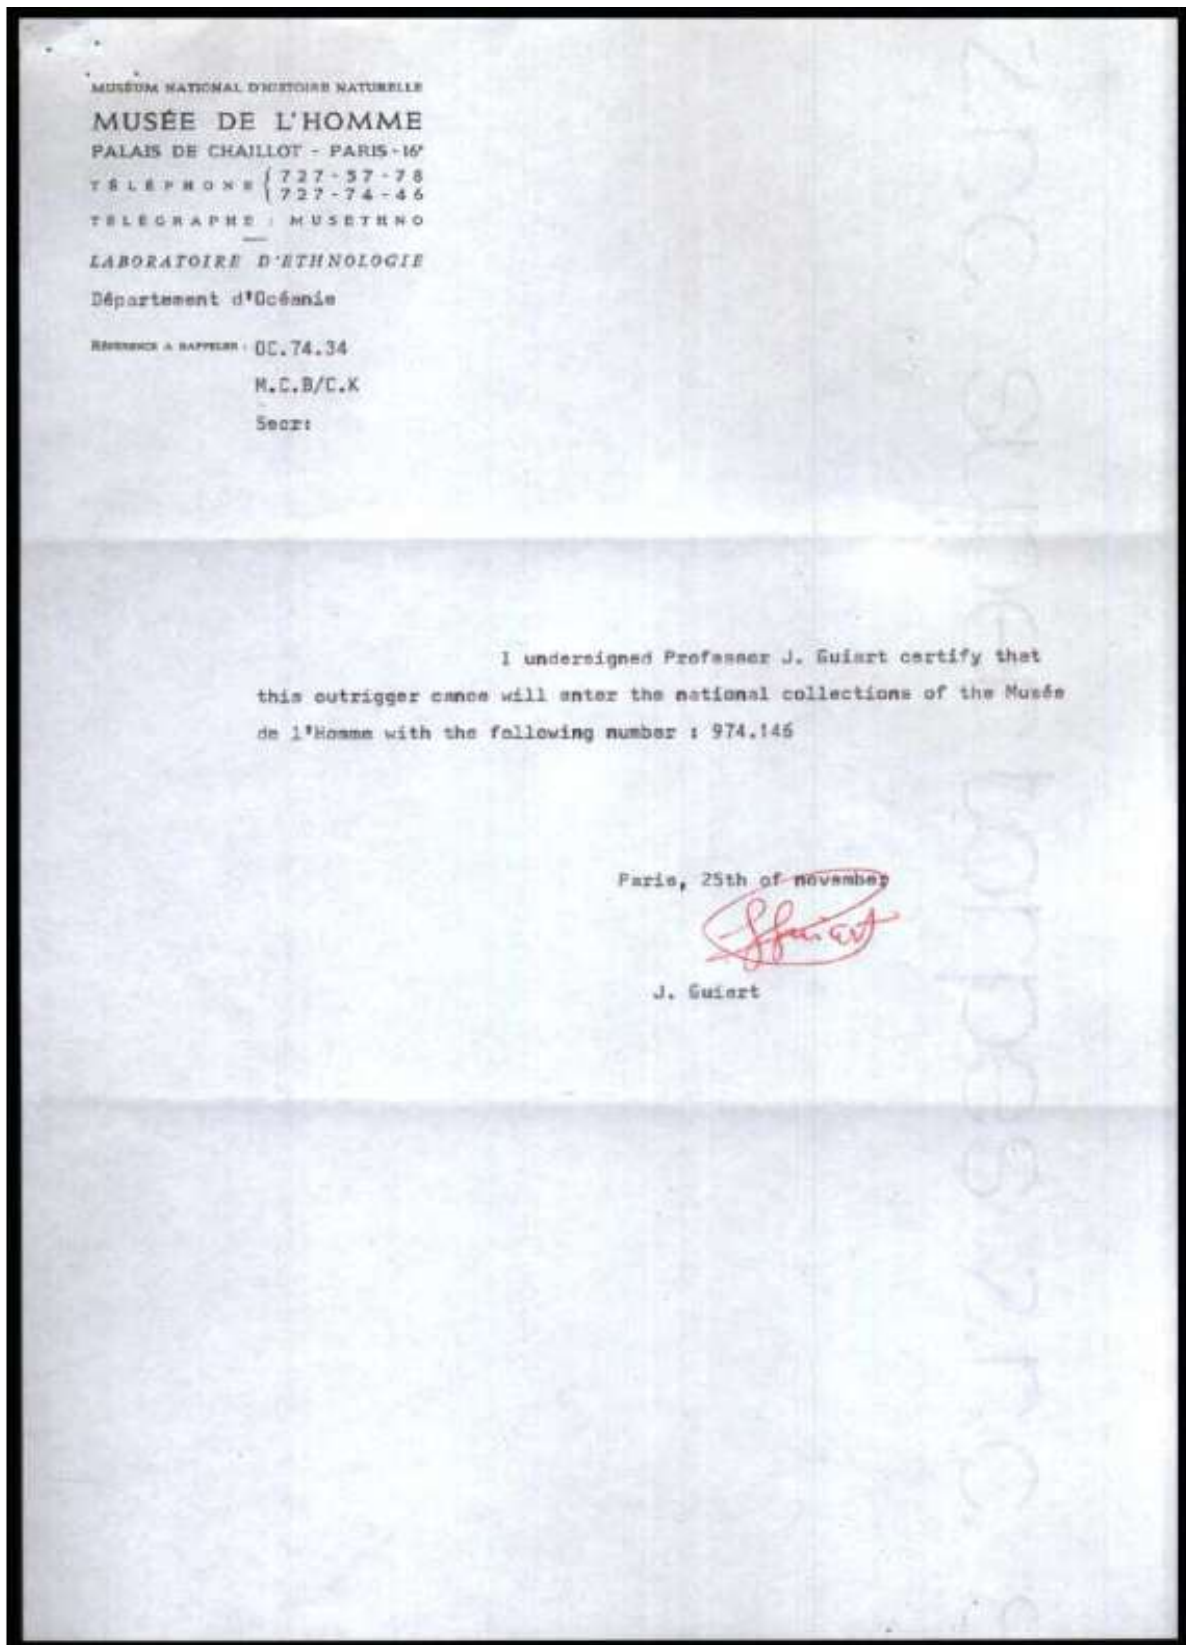 MUSÉUM NATIONAL D'HISTOIRE NATURELLE
MUSÉE DE L'HOMME
PALAIS DE CHAILLOT - PARIS-16e
TÉLÉPHONE { 727-57-78
727-74-46
TÉLÉGRAPHE : MUSETHNO
LABORATOIRE D'ETHNOLOGIE
Département d'Océanie
RÉFÉRENCE A RAPPELER : OC.74.34
M.C.B/C.K
Secr:
I undersigned Professor J. Guiart certify that
this outrigger canoe will enter the national collections of the Musée
de l'Homme with the following number : 974.146
Paris, 25th of november
JGuiart
J. Guiart